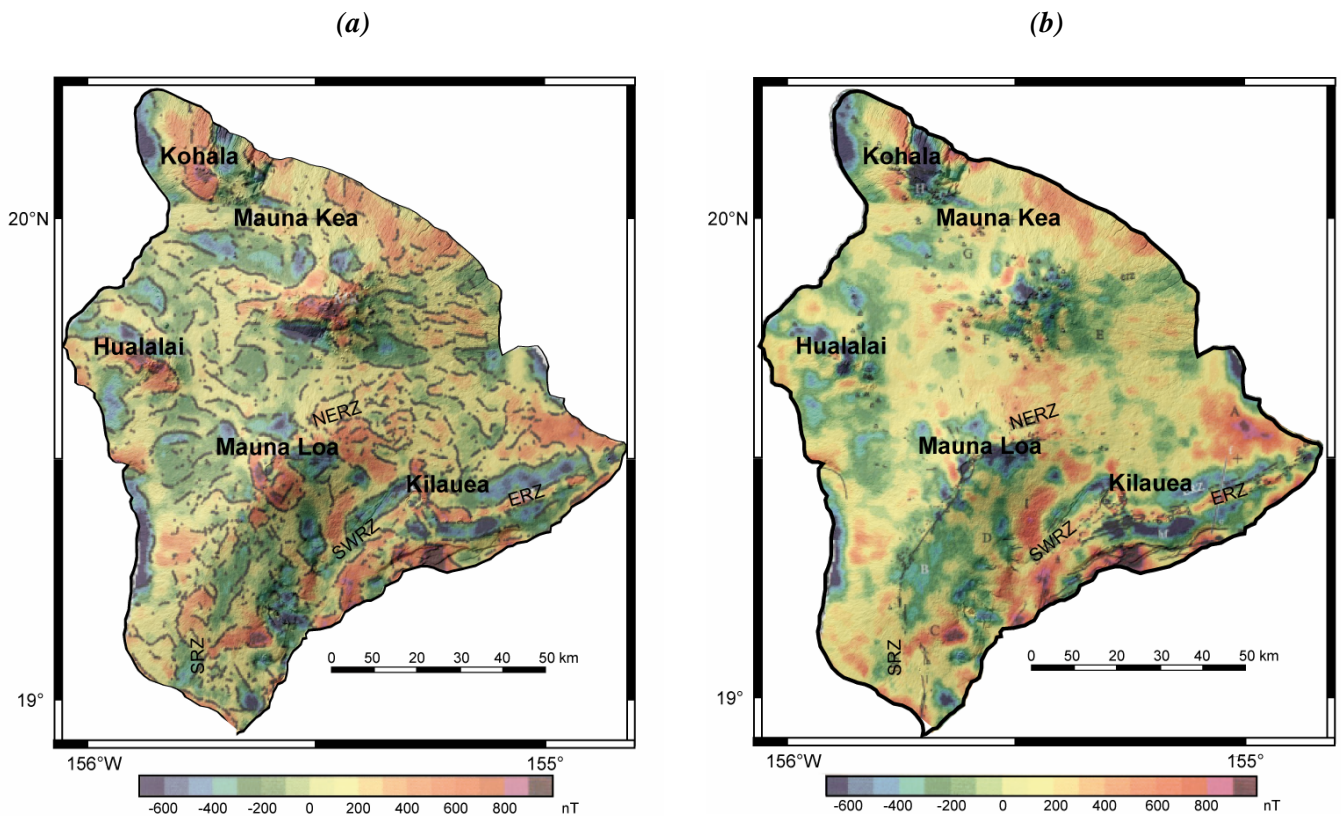 (a)
(b)
Kohala
Mauna Kea
Hualalai
NERZ
Mauna Loa
Kilauea
ERZ
SWRZ
SRZ
20°N
19°
156°W
155°
0 50 20 30 40 50 km
-600 -400 -200 0 200 400 600 800 nT
Kohala
H
Mauna Kea
G
Hualalai
F
E
NERZ
A
Mauna Loa
Kilauea
ERZ
SWRZ
D
M
B
C
SRZ
20°N
19°
156°W
155°
0 50 20 30 40 50 km
-600 -400 -200 0 200 400 600 800 nT